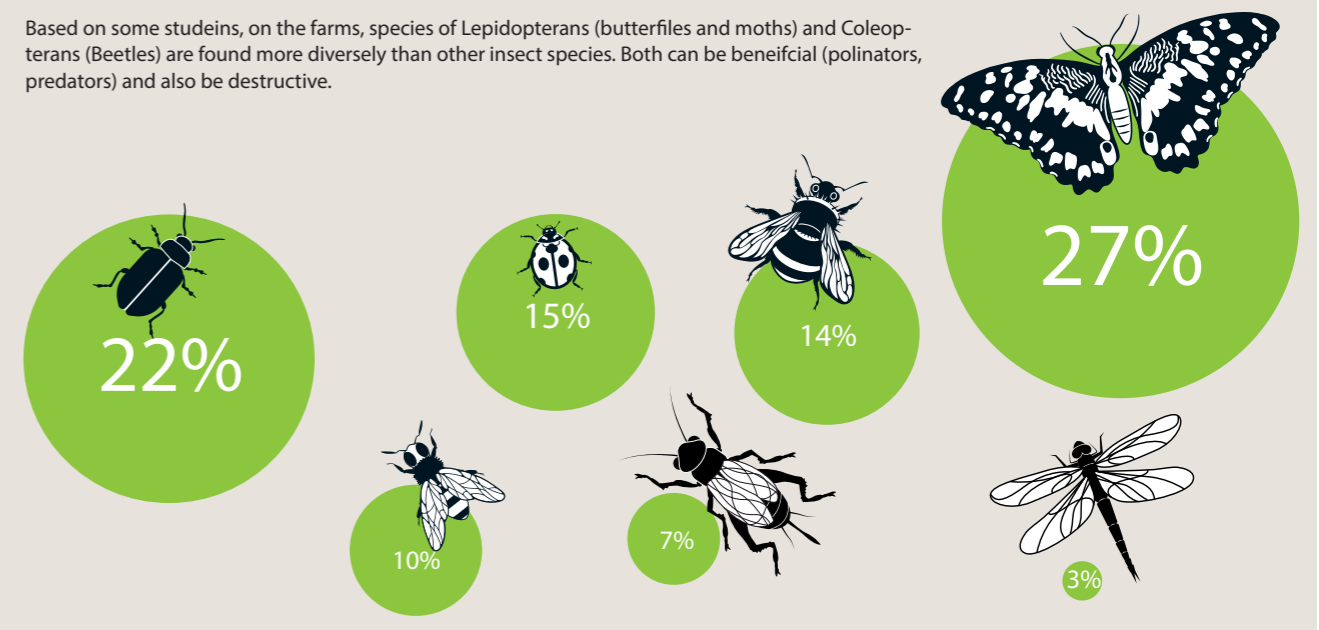 Based on some studeins, on the farms, species of Lepidopterans (butterfiles and moths) and Coleop-
terans (Beetles) are found more diversely than other insect species. Both can be beneifcial (polinators,
predators) and also be destructive.
27%
22%
15%
14%
10%
7%
3%